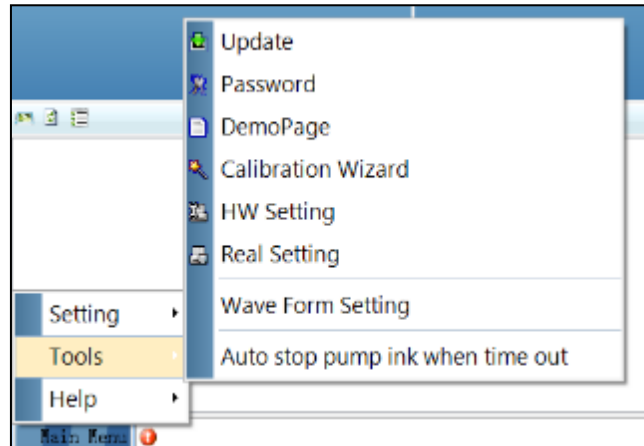 Update
Password
DemoPage
Calibration Wizard
HW Setting
Real Setting
Wave Form Setting
Auto stop pump ink when time out
Setting
Tools
Help
Main Menu